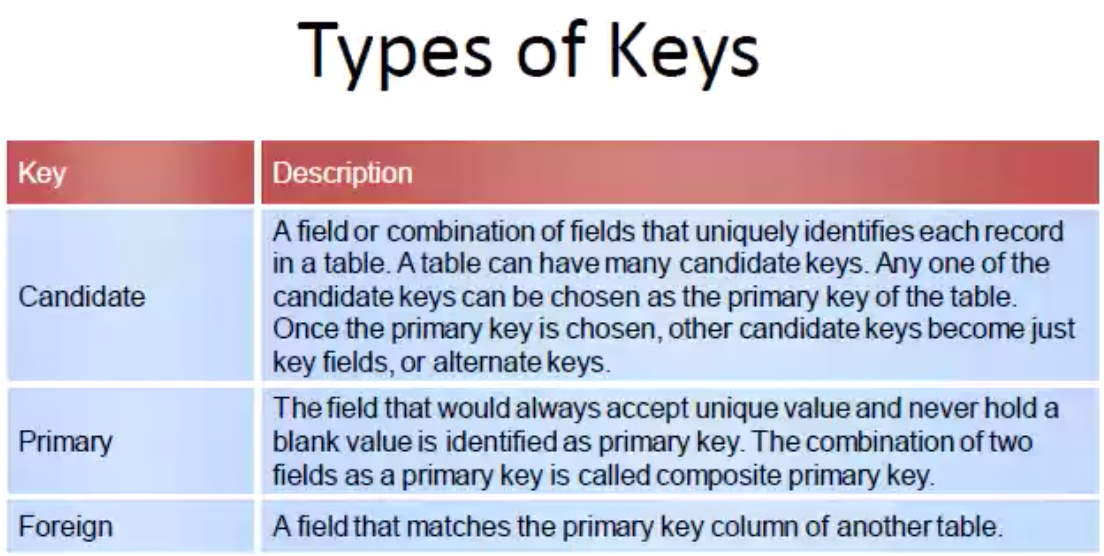 Types of Keys
Key Description
Candidate
A field or combination of fields that uniquely identifies each record
in a table. A table can have many candidate keys. Any one of the
candidate keys can be chosen as the primary key of the table.
Once the primary key is chosen, other candidate keys become just
key fields, or alternate keys.
Primary
The field that would always accept unique value and never hold a
blank value is identified as primary key. The combination of two
fields as a primary key is called composite primary key.
Foreign
A field that matches the primary key column of another table.